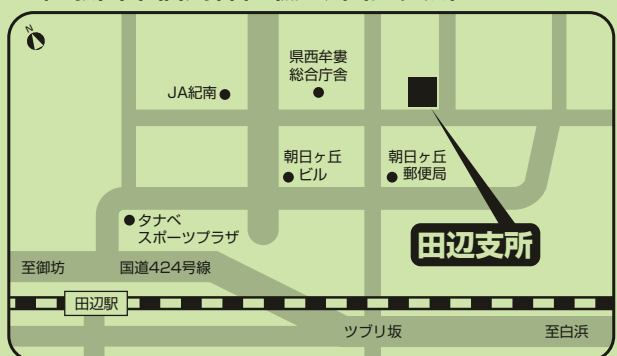 N
県西牟婁
総合庁舎
JA紀南
朝日ヶ丘
ビル
朝日ヶ丘
郵便局
タナベ
スポーツプラザ
田辺支所
至御坊
国道424号線
田辺駅
ツブリ坂
至白浜